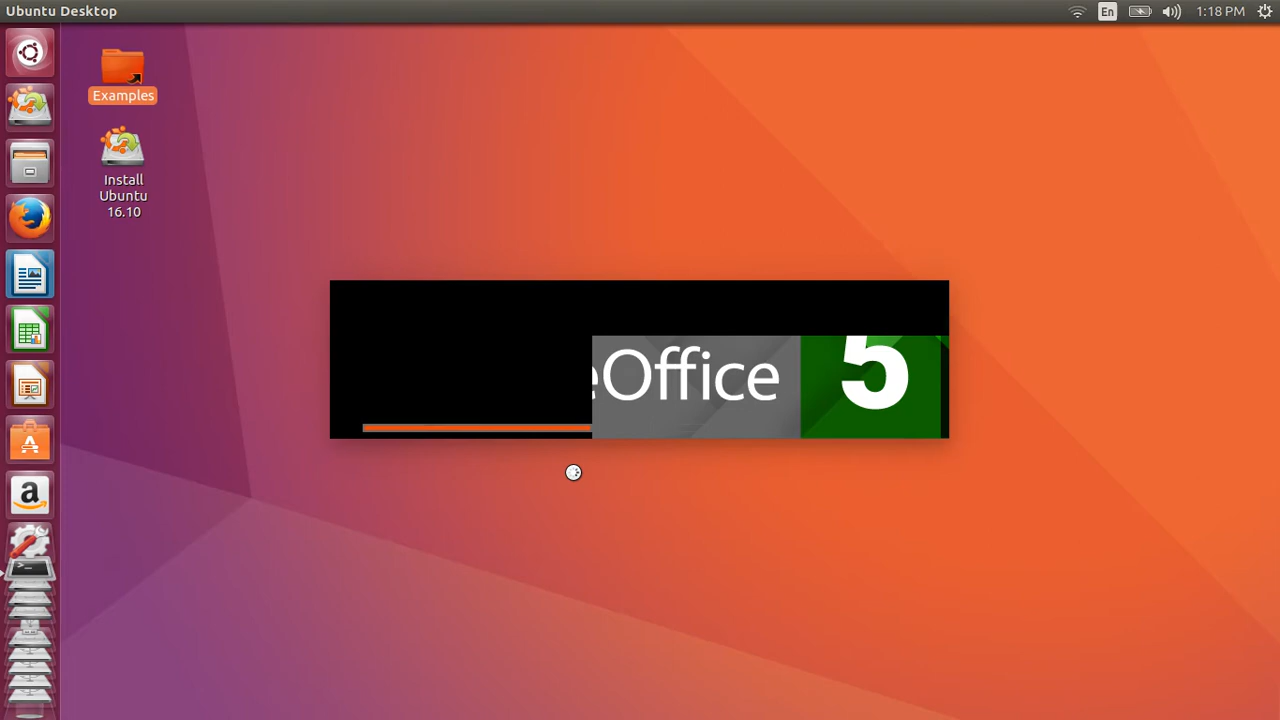 Ubuntu Desktop
En
1:18 PM
Examples
Install
Ubuntu
16.10
eOffice 5
a
>_